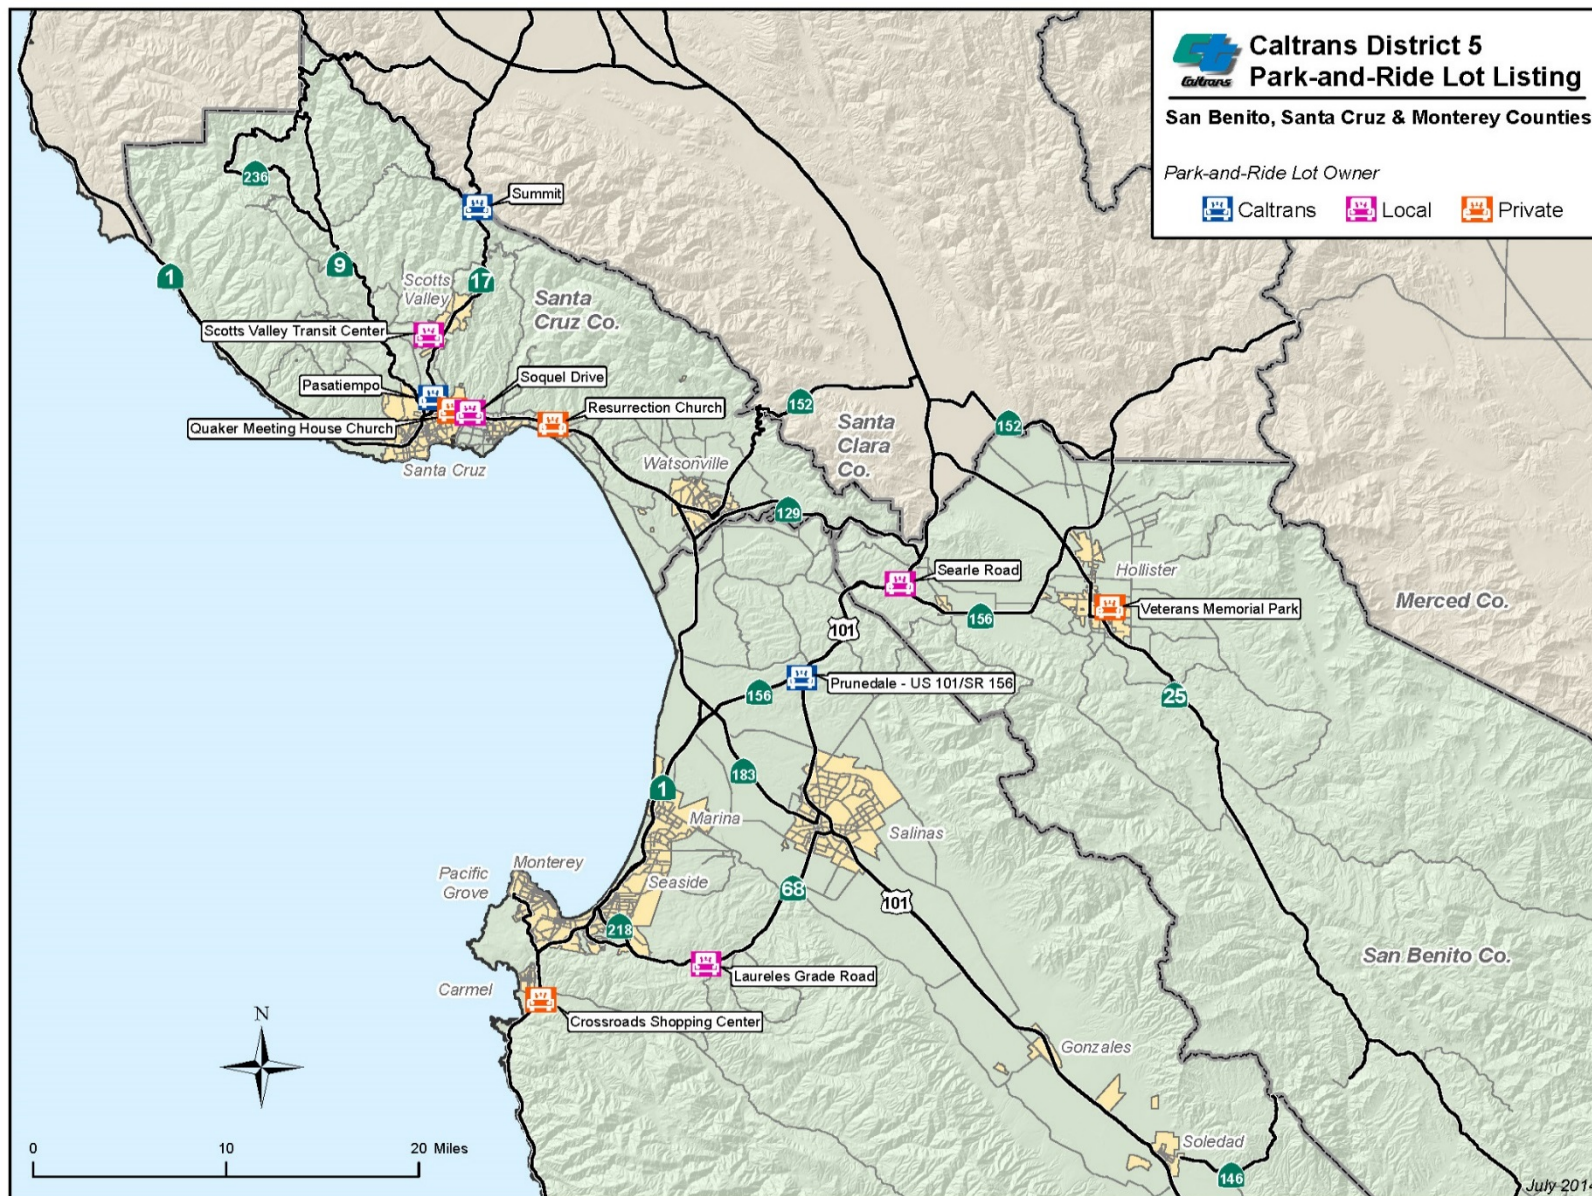 Caltrans
Caltrans District 5
Park-and-Ride Lot Listing
San Benito, Santa Cruz & Monterey Counties
Park-and-Ride Lot Owner
Caltrans
Local
Private
236
Summit
9
1
Scotts
Valley
17
Santa
Cruz Co.
Scotts Valley Transit Center
Pasatiempo
Soquel Drive
Resurrection Church
Quaker Meeting House Church
Santa Cruz
152
Santa
Clara
Co.
152
Watsonville
129
Searle Road
Hollister
Merced Co.
Veterans Memorial Park
156
101
Prunedale - US 101/SR 156
156
25
183
1
Marina
Salinas
Monterey
Pacific
Grove
Seaside
68
101
218
San Benito Co.
Laureles Grade Road
Carmel
Crossroads Shopping Center
N
Gonzales
Soledad
146
0
10
20 Miles
July